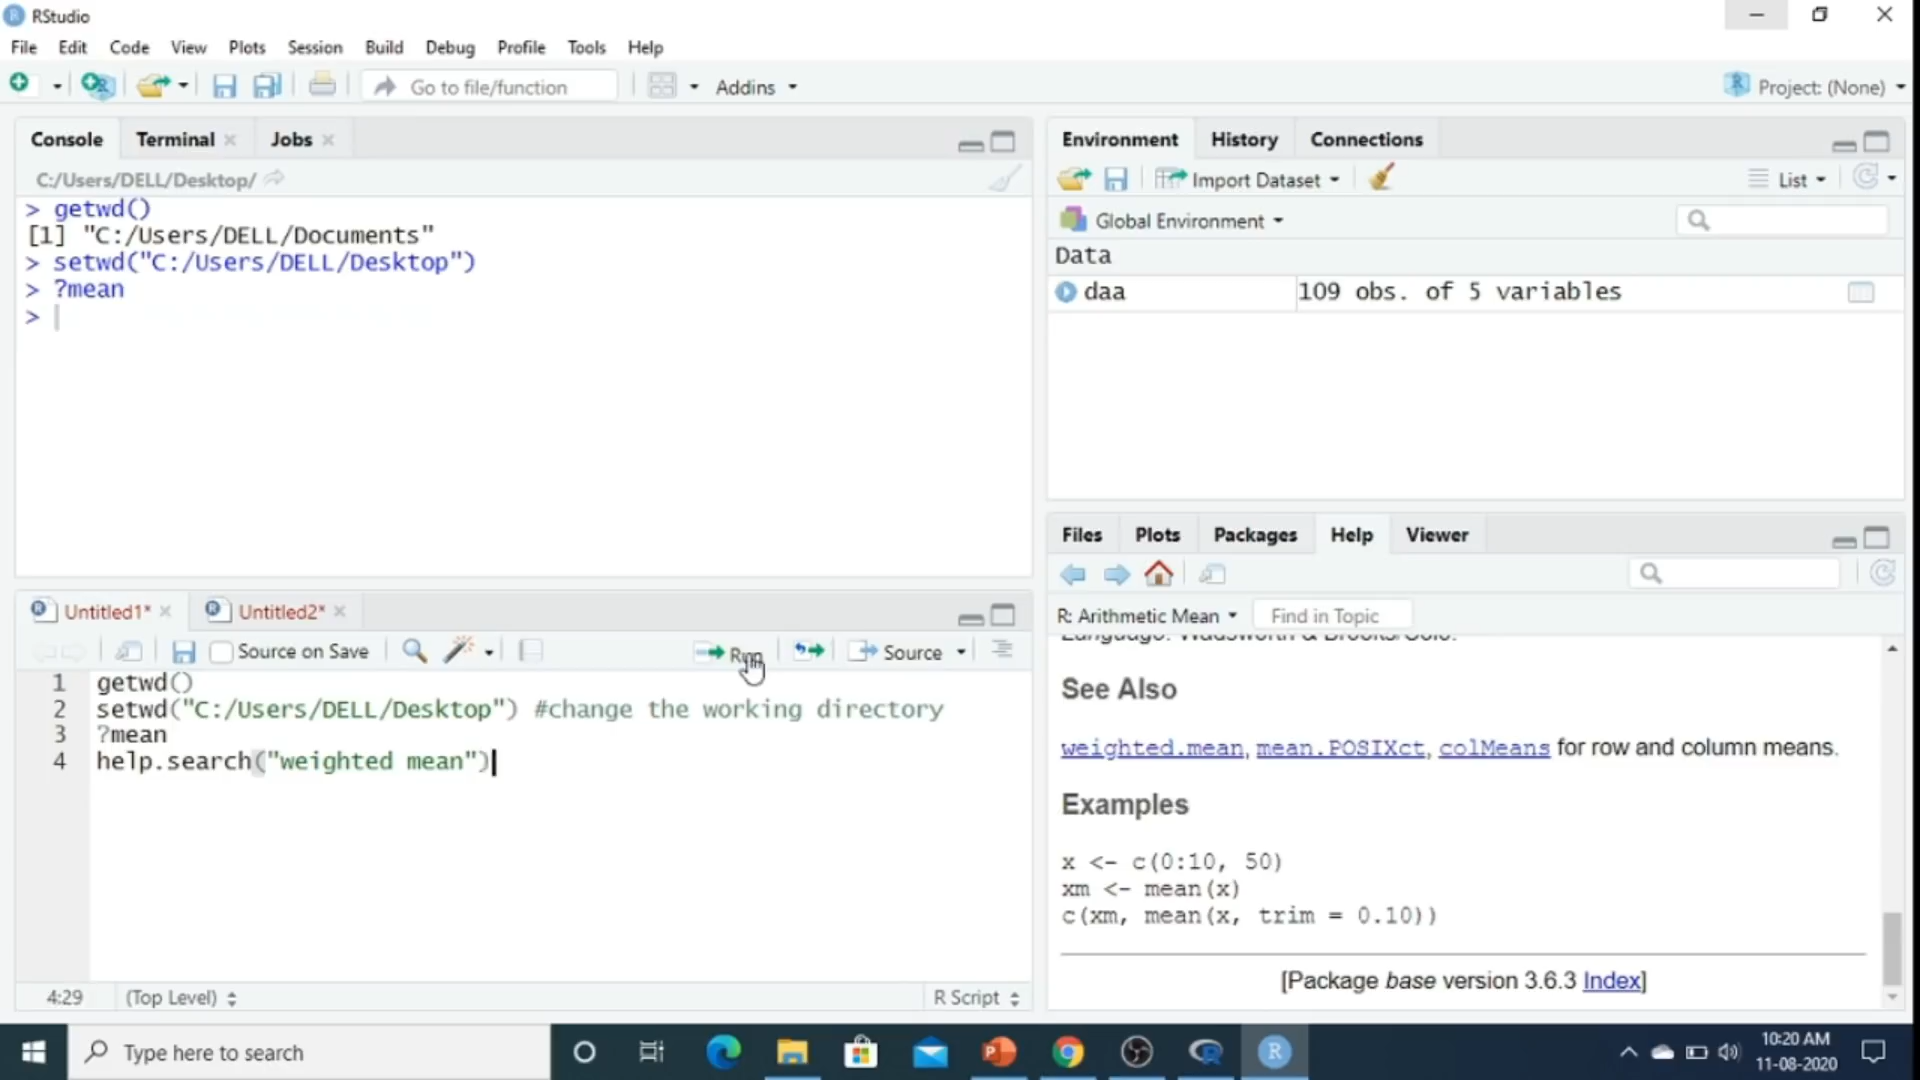 RStudio
File Edit Code View Plots Session Build Debug Profile Tools Help
Go to file/function Addins Project: (None)
Console Terminal Jobs
C:/Users/DELL/Desktop/
> getwd()
[1] "C:/Users/DELL/Documents"
> setwd("C:/Users/DELL/Desktop")
> ?mean
>
Environment History Connections
Import Dataset List
Global Environment
Data
daa 109 obs. of 5 variables
Untitled1* Untitled2*
Source on Save Run Source
1 getwd()
2 setwd("C:/Users/DELL/Desktop") #change the working directory
3 ?mean
4 help.search("weighted mean")
4:29 (Top Level) R Script
Files Plots Packages Help Viewer
R: Arithmetic Mean Find in Topic
Language. Wadsworth & Brooks/Cole.
See Also
weighted.mean, mean.POSIXct, colMeans for row and column means.
Examples
x <- c(0:10, 50)
xm <- mean(x)
c(xm, mean(x, trim = 0.10))
[Package base version 3.6.3 Index]
Type here to search
10:20 AM
11-08-2020